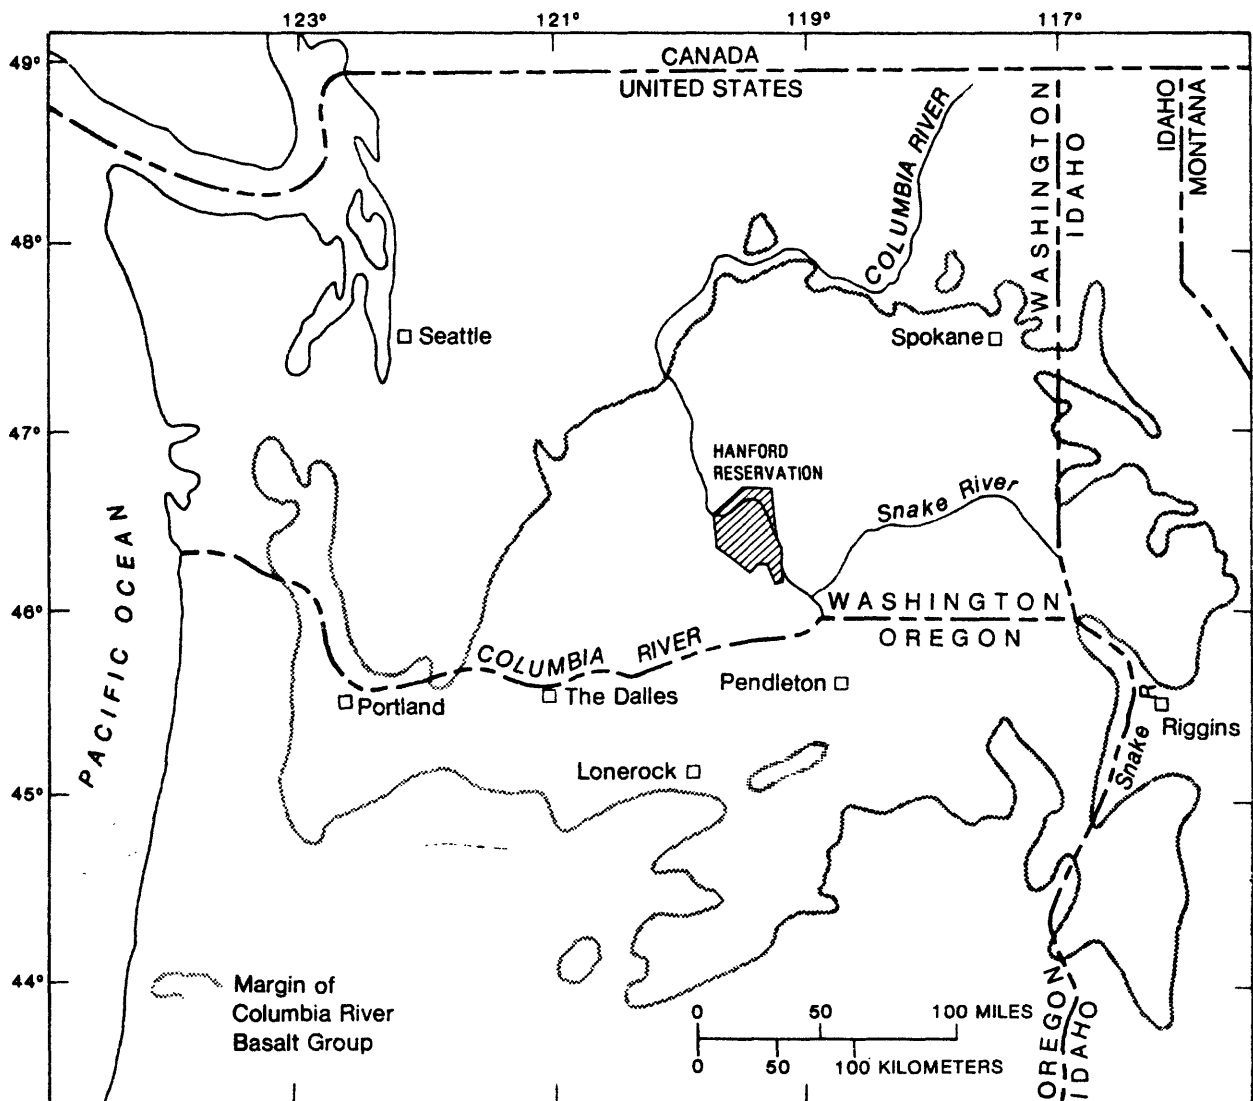 123°
121°
119°
117°
49°
CANADA
UNITED STATES
COLUMBIA RIVER
WASHINGTON
IDAHO
IDAHO
MONTANA
48°
Seattle
Spokane
47°
HANFORD
RESERVATION
Snake River
PACIFIC OCEAN
46°
WASHINGTON
OREGON
COLUMBIA RIVER
Pendleton
The Dalles
Portland
Snake R
Riggins
Lonerock
45°
44°
Margin of
Columbia River
Basalt Group
0 50 100 MILES
0 50 100 KILOMETERS
OREGON
IDAHO